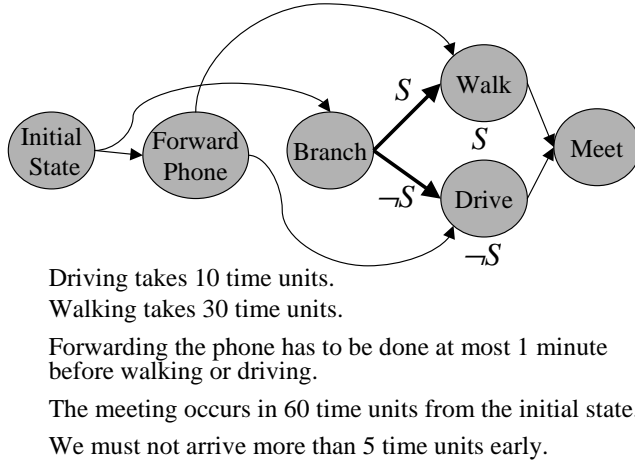 Initial
State
Forward
Phone
Branch
S
¬S
Walk
S
Drive
¬S
Meet
Driving takes 10 time units.
Walking takes 30 time units.
Forwarding the phone has to be done at most 1 minute
before walking or driving.
The meeting occurs in 60 time units from the initial state.
We must not arrive more than 5 time units early.